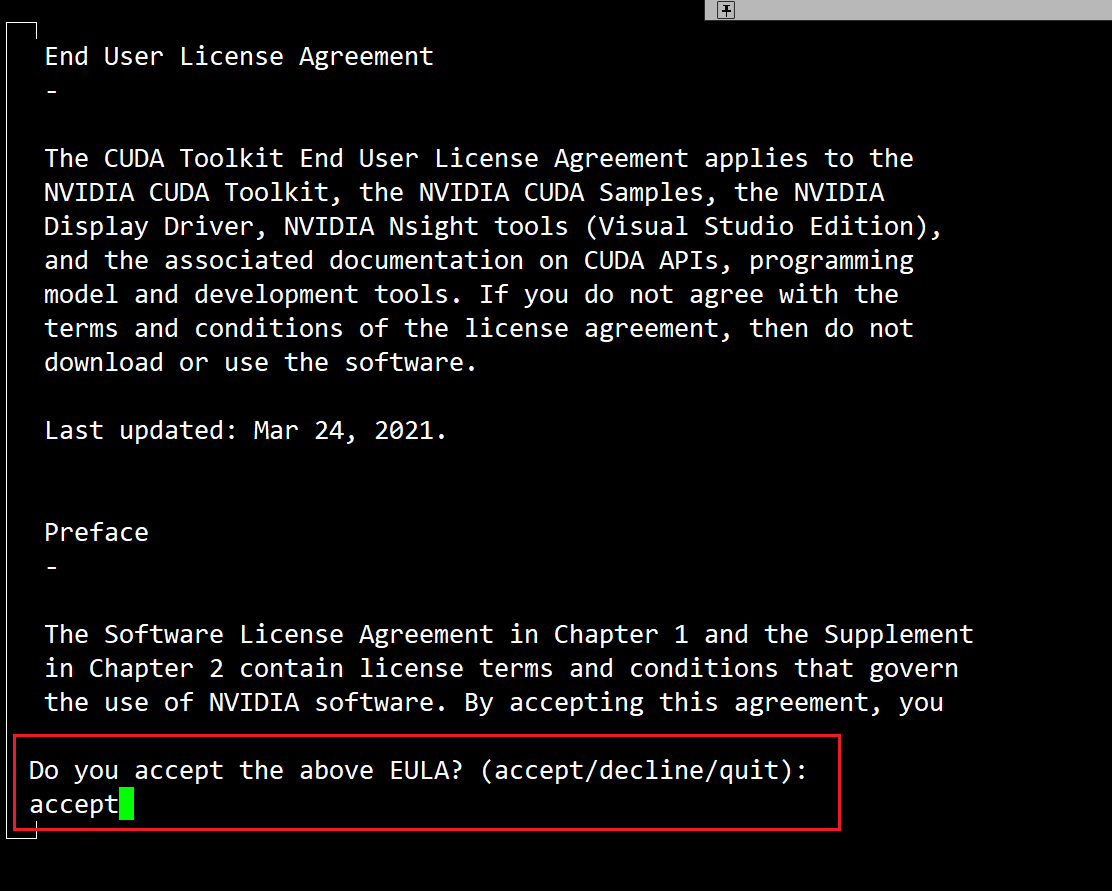 End User License Agreement
-
The CUDA Toolkit End User License Agreement applies to the
NVIDIA CUDA Toolkit, the NVIDIA CUDA Samples, the NVIDIA
Display Driver, NVIDIA Nsight tools (Visual Studio Edition),
and the associated documentation on CUDA APIs, programming
model and development tools. If you do not agree with the
terms and conditions of the license agreement, then do not
download or use the software.
Last updated: Mar 24, 2021.
Preface
-
The Software License Agreement in Chapter 1 and the Supplement
in Chapter 2 contain license terms and conditions that govern
the use of NVIDIA software. By accepting this agreement, you
Do you accept the above EULA? (accept/decline/quit):
accept